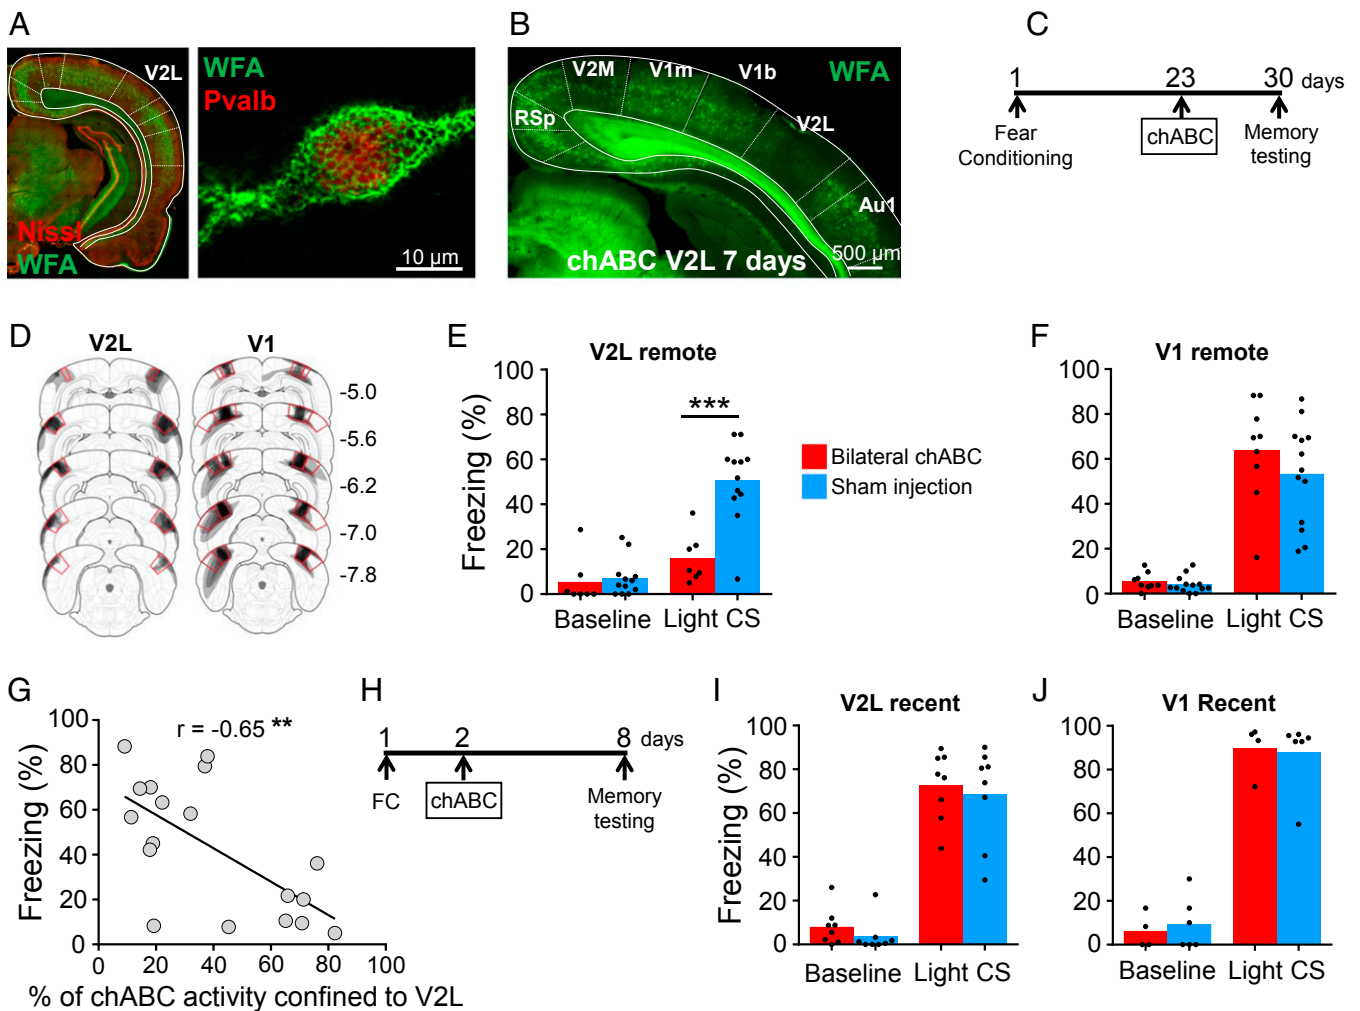 A
V2L
Nissl
WFA
WFA
Pvalb
10 µm
B
V2M
V1m
V1b
WFA
RSp
V2L
Au1
chABC V2L 7 days
500 µm
C
1
23
30 days
Fear
Conditioning
chABC
Memory
testing
D
V2L
V1
-5.0
-5.6
-6.2
-7.0
-7.8
E
V2L remote
Freezing (%)
100
80
60
40
20
0
***
Baseline
Light CS
Bilateral chABC
Sham injection
F
V1 remote
100
80
60
40
20
0
Baseline
Light CS
G
Freezing (%)
100
80
60
40
20
0
r = -0.65 **
0
20
40
60
80
100
% of chABC activity confined to V2L
H
1
2
8 days
FC
chABC
Memory
testing
I
V2L recent
100
80
60
40
20
0
Baseline
Light CS
J
V1 Recent
100
80
60
40
20
0
Baseline
Light CS